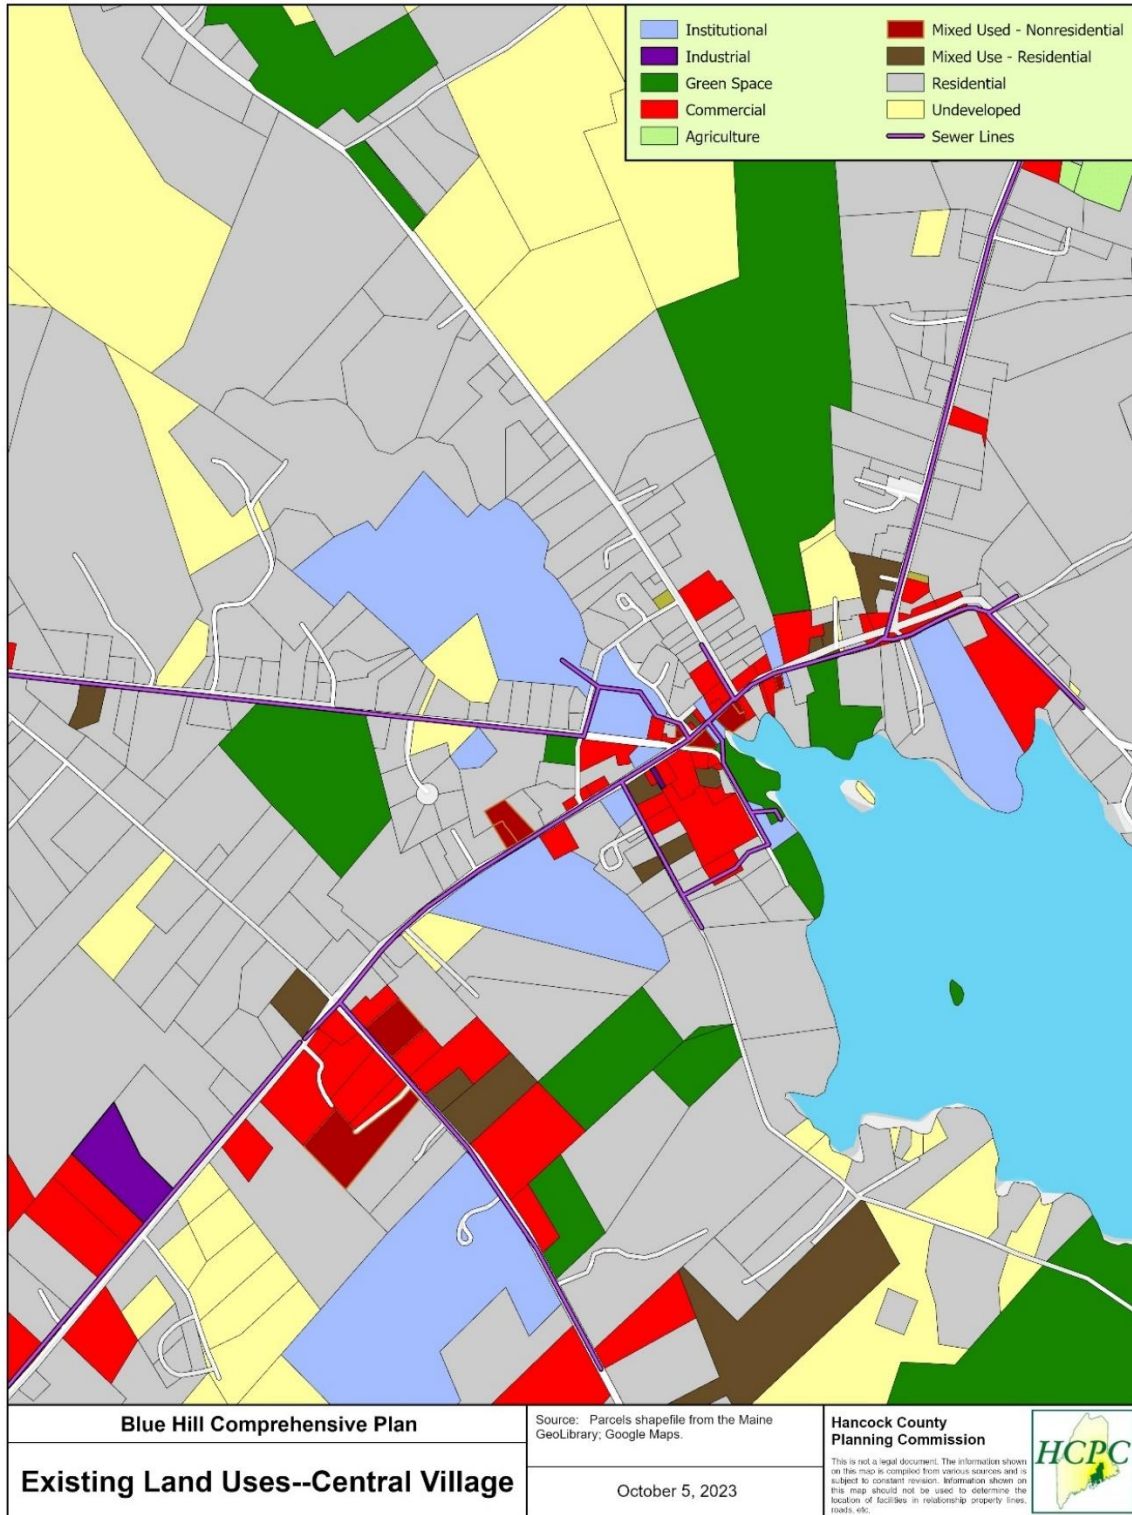 Institutional
Industrial
Green Space
Commercial
Agriculture
Mixed Used - Nonresidential
Mixed Use - Residential
Residential
Undeveloped
Sewer Lines
Blue Hill Comprehensive Plan
Existing Land Uses--Central Village
Source: Parcels shapefile from the Maine
GeoLibrary; Google Maps.
October 5, 2023
Hancock County
Planning Commission
This is not a legal document. The information shown
on this map is compiled from various sources and is
subject to constant revision. Information shown on
this map should not be used to determine the
location of facilities in relationship property lines,
roads, etc.
HCPC